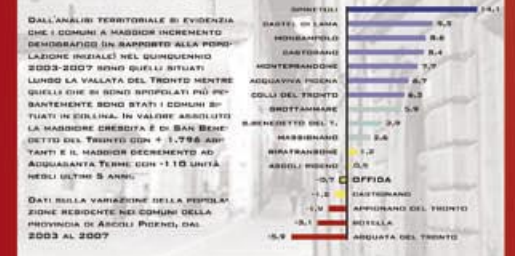 DALL'ANALISI TERRITORIALE SI EVIDENZIA
CHE I COMUNI A MAGGIOR INCREMENTO
DEMOGRAFICO (IN RAPPORTO ALLA POPO-
LAZIONE INIZIALE) NEL QUINQUENNIO
2003-2007 SONO QUELLI SITUATI
LUNGO LA VALLATA DEL TRONTO MENTRE
QUELLI CHE SI SONO SPOPOLATI PIÙ PE-
SANTEMENTE SONO STATI I COMUNI SI-
TUATI IN COLLINA. IN VALORE ASSOLUTO
LA MAGGIORE CRESCITA È DI SAN BENE-
DETTO DEL TRONTO CON + 1.796 ABI-
TANTI E IL MAGGIOR DECREMENTO AD
ACQUASANTA TERME CON -110 UNITÀ
NEGLI ULTIMI 5 ANNI.
DATI SULLA VARIAZIONE DELLA POPOLA-
ZIONE RESIDENTE NEI COMUNI DELLA
PROVINCIA DI ASCOLI PICENO, DAL
2003 AL 2007
SPINETOLI 14,1
CASTEL DI LAMA 9,3
MONSAMPOLO 8,6
CASTORANO 8,4
MONTEPRANDONE 7,7
ACQUAVIVA PICENA 6,7
COLLI DEL TRONTO 6,3
GROTTAMMARE 5,9
S.BENEDETTO DEL T. 3,9
MASSIGNANO 2,6
RIPATRANSONE 1,2
ASCOLI PICENO 0,5
-0,7 OFFIDA
CASTIGNANO
-1,9 APPIGNANO DEL TRONTO
-3,1 ROTELLA
-5,9 ARQUATA DEL TRONTO